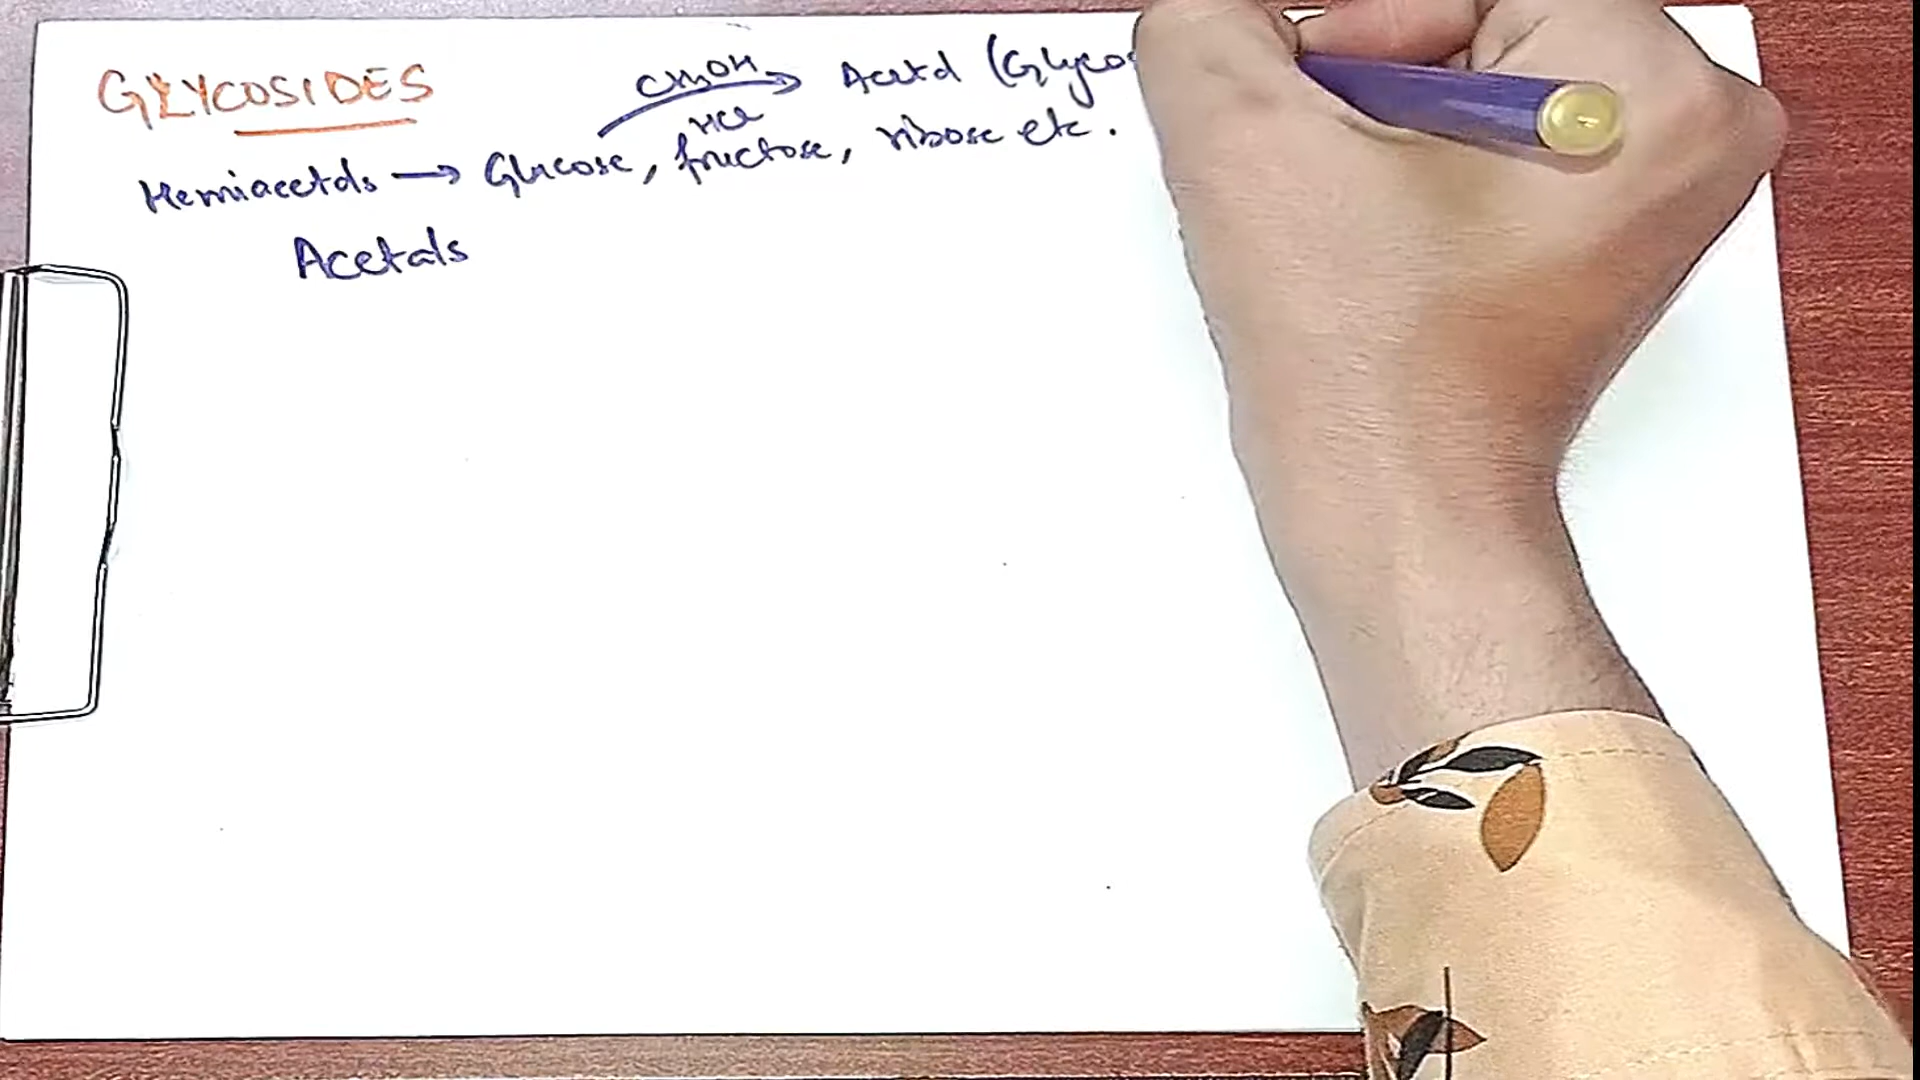 GLYCOSIDES
CH3OH
Acetal (Glyco
HCl
Hemiacetals → Glucose, fructose, ribose etc.
Acetals